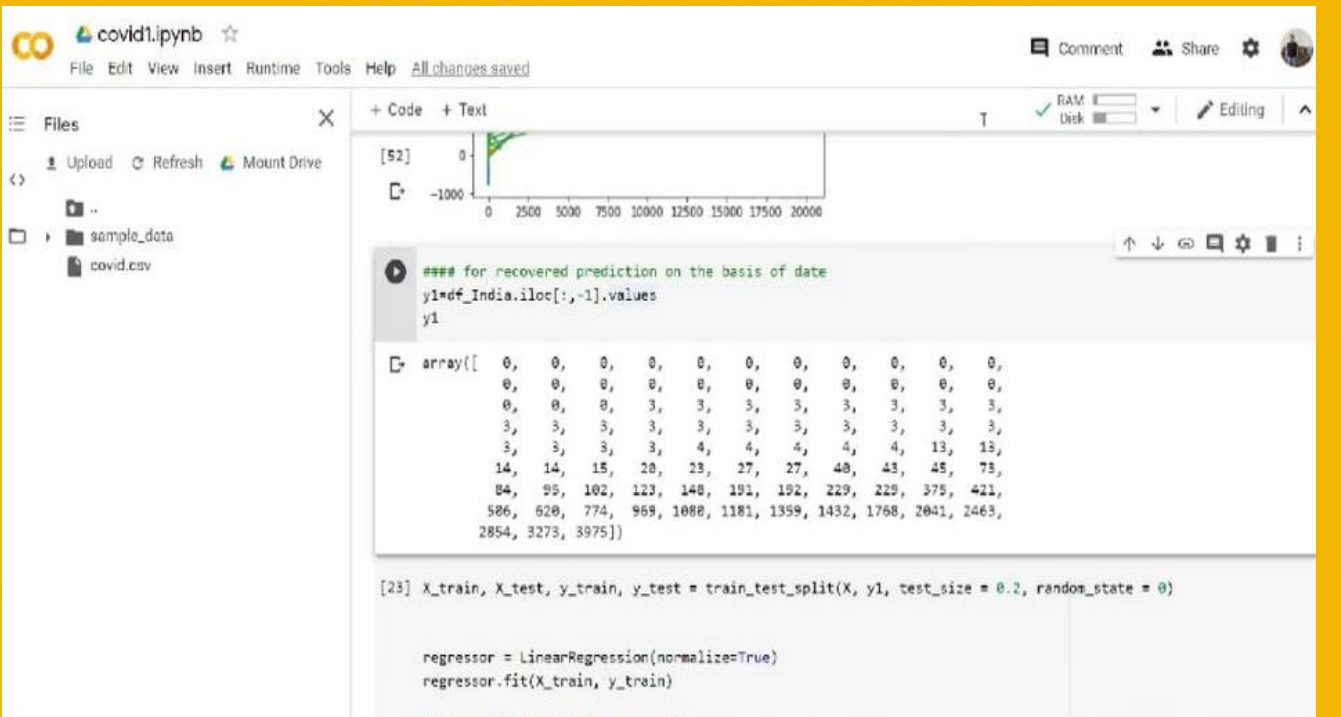 CO covid1.ipynb
File Edit View Insert Runtime Tools Help All changes saved
Comment Share
Files
Upload Refresh Mount Drive
..
sample_data
covid.csv
+ Code + Text
RAM
Disk
Editing
[52]
0
-1000
0 2500 5000 7500 10000 12500 15000 17500 20000
#### for recovered prediction on the basis of date
y1=df_India.iloc[:,-1].values
y1
array([ 0, 0, 0, 0, 0, 0, 0, 0, 0, 0, 0,
0, 0, 0, 0, 0, 0, 0, 0, 0, 0, 0,
0, 0, 0, 3, 3, 3, 3, 3, 3, 3, 3,
3, 3, 3, 3, 3, 3, 3, 3, 3, 3, 3,
3, 3, 3, 3, 4, 4, 4, 4, 4, 13, 13,
14, 14, 15, 20, 23, 27, 27, 40, 43, 45, 73,
84, 95, 102, 123, 148, 191, 192, 229, 229, 375, 421,
506, 620, 774, 969, 1080, 1181, 1359, 1432, 1768, 2041, 2463,
2854, 3273, 3975])
[23] X_train, X_test, y_train, y_test = train_test_split(X, y1, test_size = 0.2, random_state = 0)
regressor = LinearRegression(normalize=True)
regressor.fit(X_train, y_train)